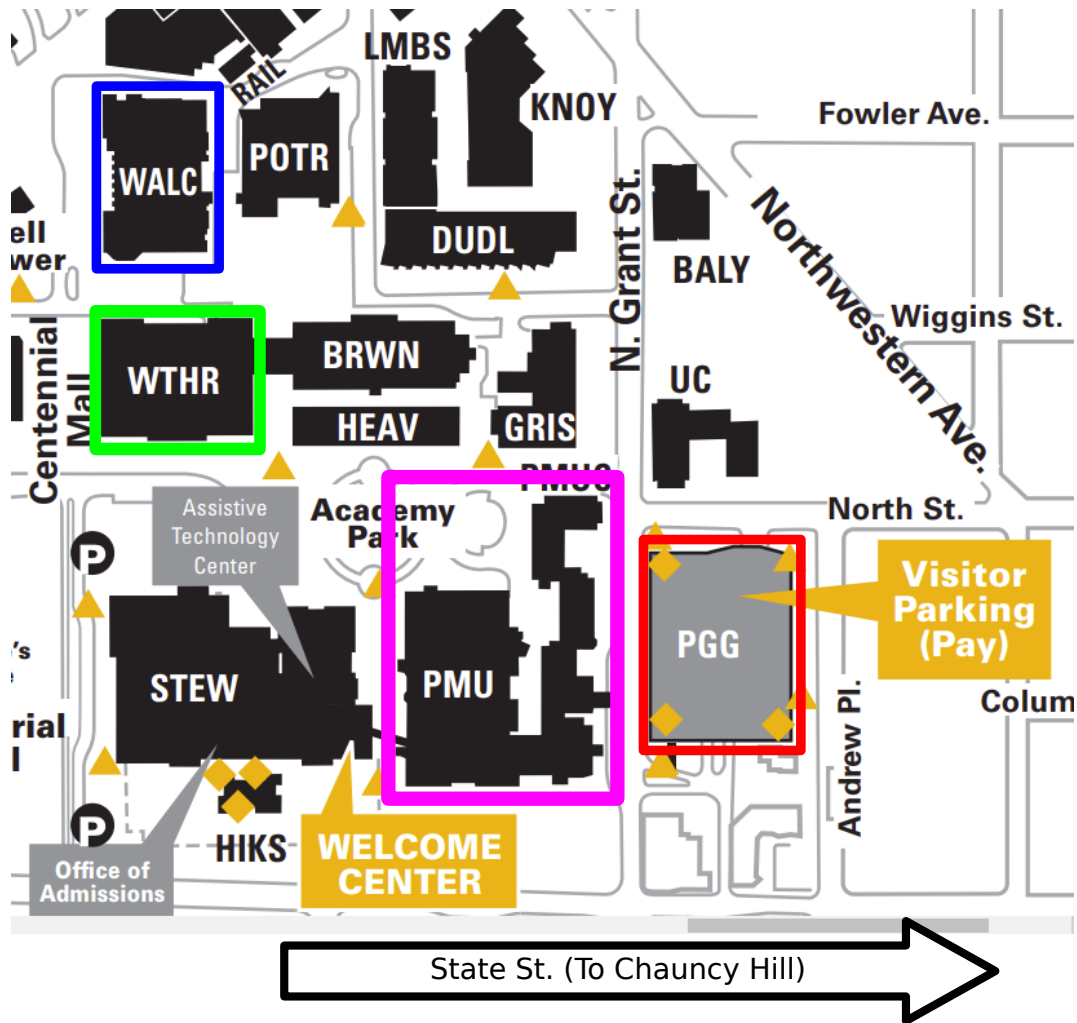 LMBS
RAIL
KNOY
Fowler Ave.
WALC
POTR
N. Grant St.
DUDL
BALY
Northwestern Ave.
ell
wer
Wiggins St.
Centennial
Mall
WTHR
BRWN
UC
HEAV
GRIS
PMUC
Assistive
Technology
Center
Academy
Park
North St.
P
Visitor
Parking
(Pay)
's
e
STEW
PMU
PGG
Andrew Pl.
Colum
rial
l
P
HIKS
WELCOME
CENTER
Office of
Admissions
State St. (To Chauncy Hill)